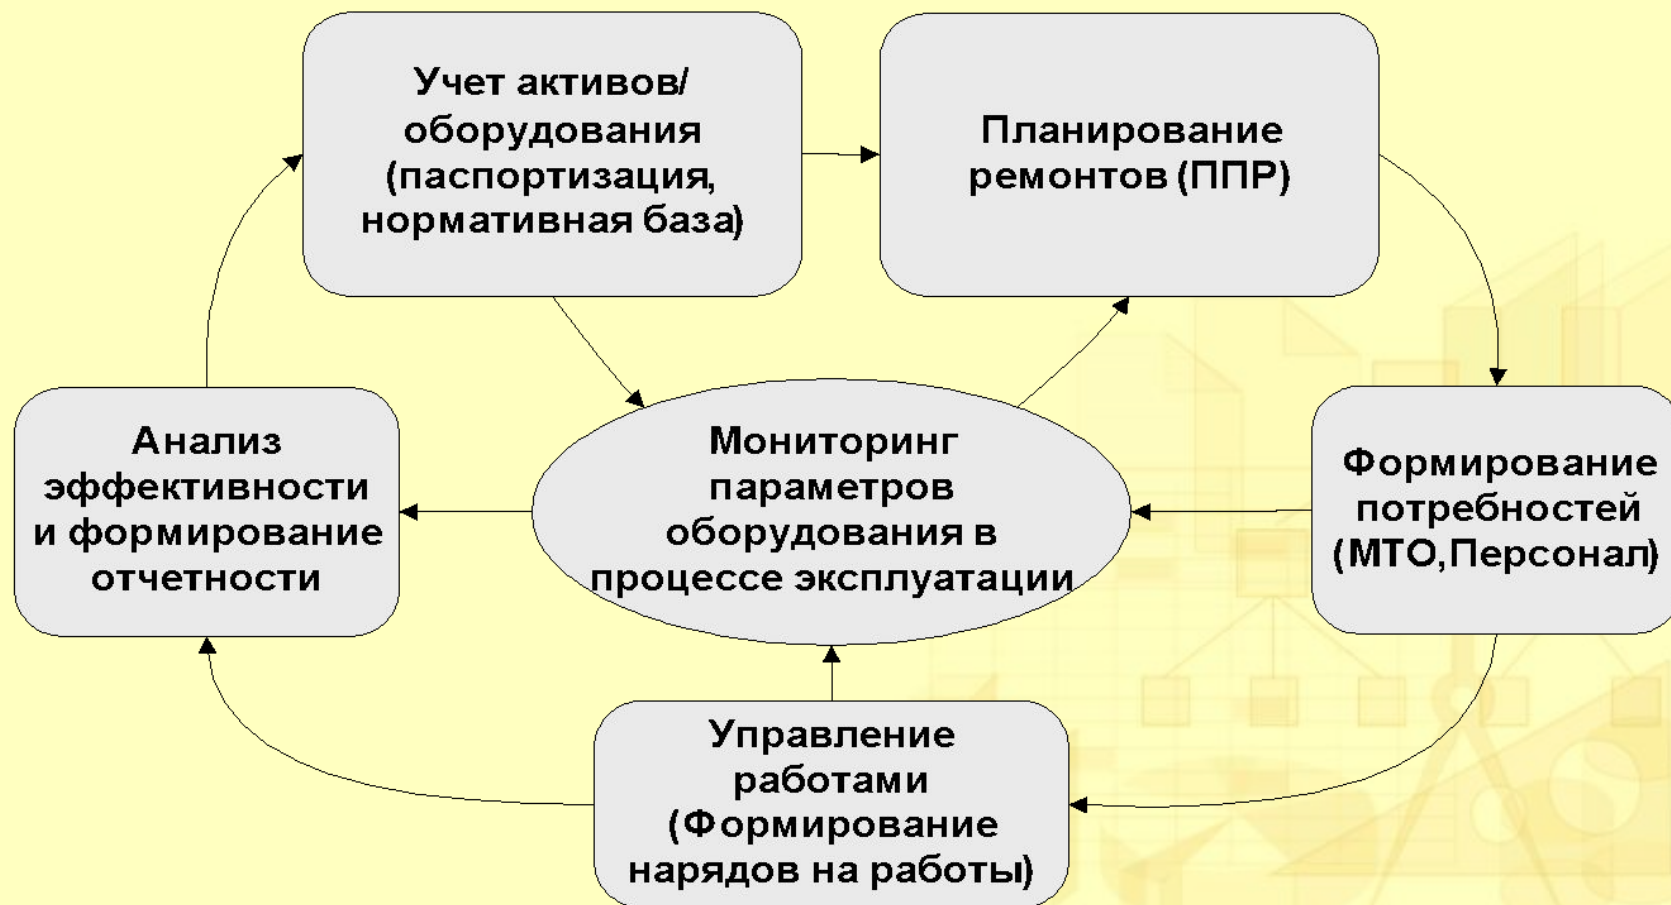 Учет активов/
оборудования
(паспортизация,
нормативная база)
Планирование
ремонтов (ППР)
Анализ
эффективности
и формирование
отчетности
Мониторинг
параметров
оборудования в
процессе эксплуатации
Формирование
потребностей
(МТО,Персонал)
Управление
работами
(Формирование
нарядов на работы)